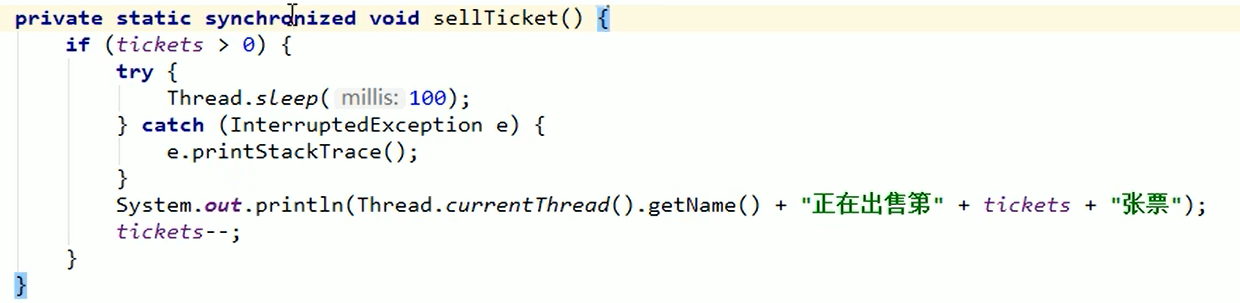 private static synchronized void sellTicket() {
if (tickets > 0) {
try {
Thread.sleep( millis: 100);
} catch (InterruptedException e) {
e.printStackTrace();
}
System.out.println(Thread.currentThread().getName() + "正在出售第" + tickets + "张票");
tickets--;
}
}